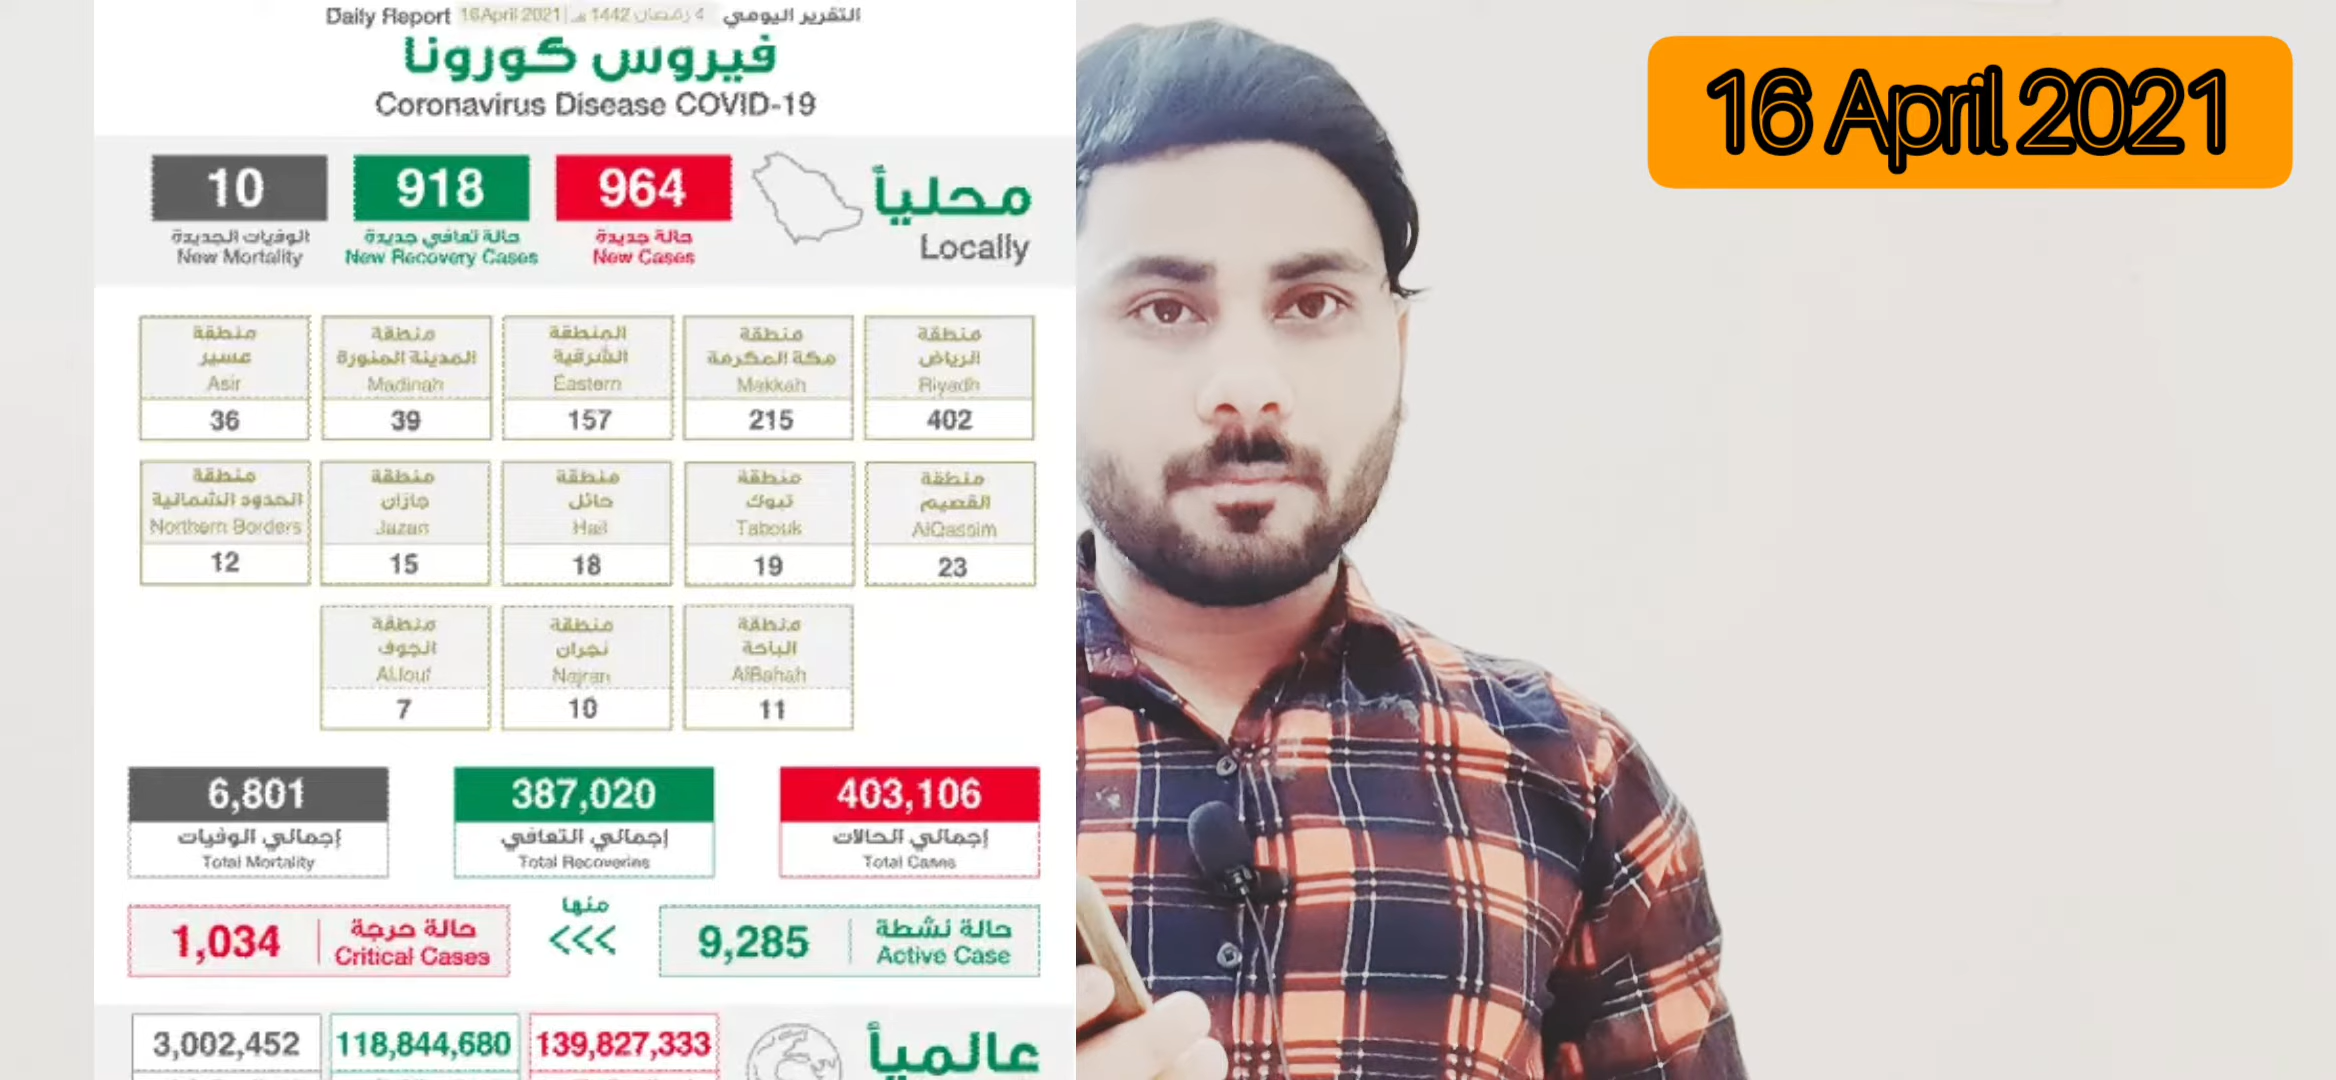 التقرير اليومي 4 رمضان 1442 هـ | 16 April 2021 Daily Report
فيروس كورونا
Coronavirus Disease COVID-19
16 April 2021
محلياً
Locally
964
حالة جديدة
New Cases
918
حالة تعافي جديدة
New Recovery Cases
10
الوفيات الجديدة
New Mortality
منطقة
الرياض
Riyadh
402
منطقة
مكة المكرمة
Makkah
215
المنطقة
الشرقية
Eastern
157
منطقة
المدينة المنورة
Madinah
39
منطقة
عسير
Asir
36
منطقة
القصيم
AlQassim
23
منطقة
تبوك
Tabouk
19
منطقة
حائل
Hail
18
منطقة
جازان
Jazan
15
منطقة
الحدود الشمالية
Northern Borders
12
منطقة
الباحة
AlBahah
11
منطقة
نجران
Najran
10
منطقة
الجوف
AlJouf
7
403,106
إجمالي الحالات
Total Cases
387,020
إجمالي التعافي
Total Recoveries
6,801
إجمالي الوفيات
Total Mortality
حالة نشطة
Active Case
9,285
منها
<<<
حالة حرجة
Critical Cases
1,034
عالمياً
139,827,333
118,844,680
3,002,452